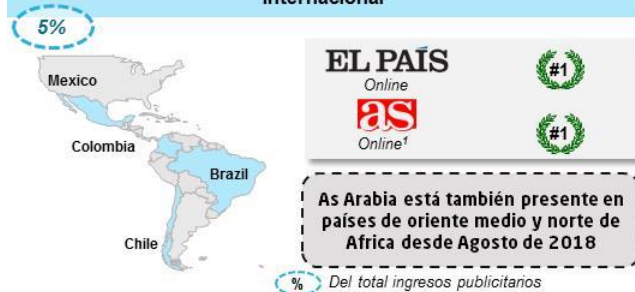 Internacional
5%
Mexico
Colombia
Brazil
Chile
EL PAÍS
Online
#1
as
Online¹
#1
As Arabia está también presente en
países de oriente medio y norte de
Africa desde Agosto de 2018
% Del total ingresos publicitarios